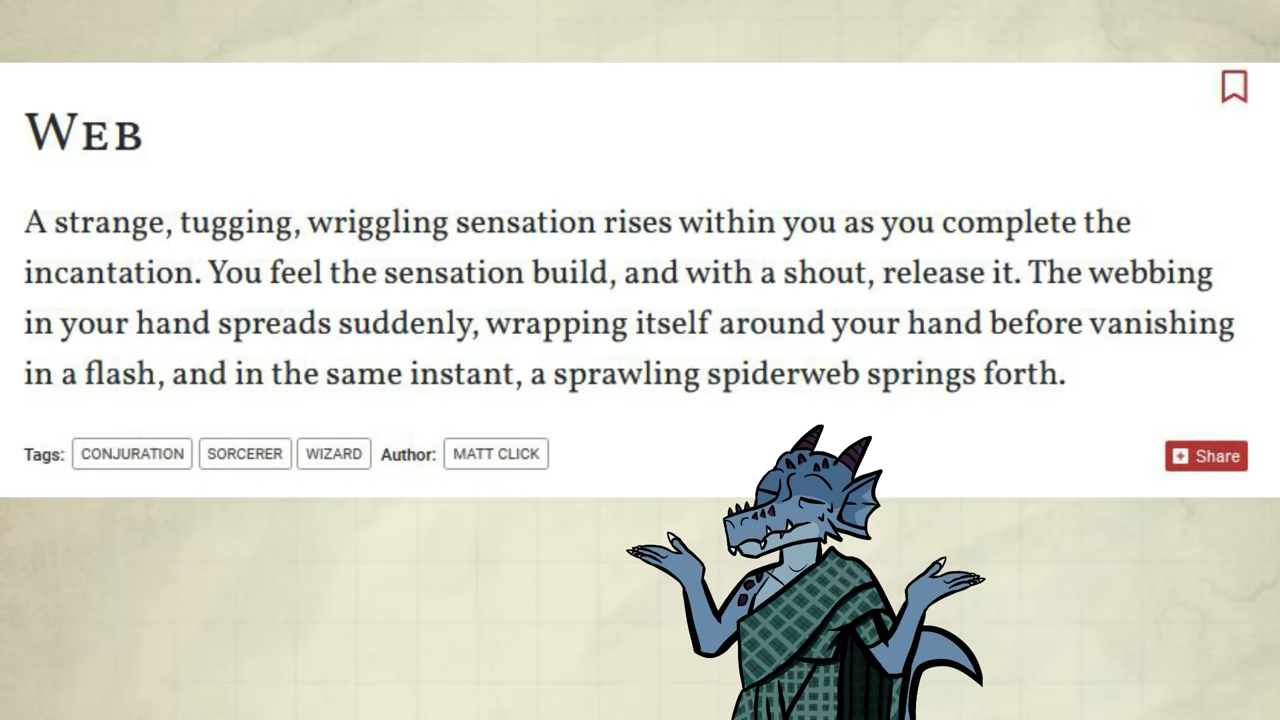 WEB
A strange, tugging, wriggling sensation rises within you as you complete the
incantation. You feel the sensation build, and with a shout, release it. The webbing
in your hand spreads suddenly, wrapping itself around your hand before vanishing
in a flash, and in the same instant, a sprawling spiderweb springs forth.
Tags: CONJURATION SORCERER WIZARD Author: MATT CLICK Share